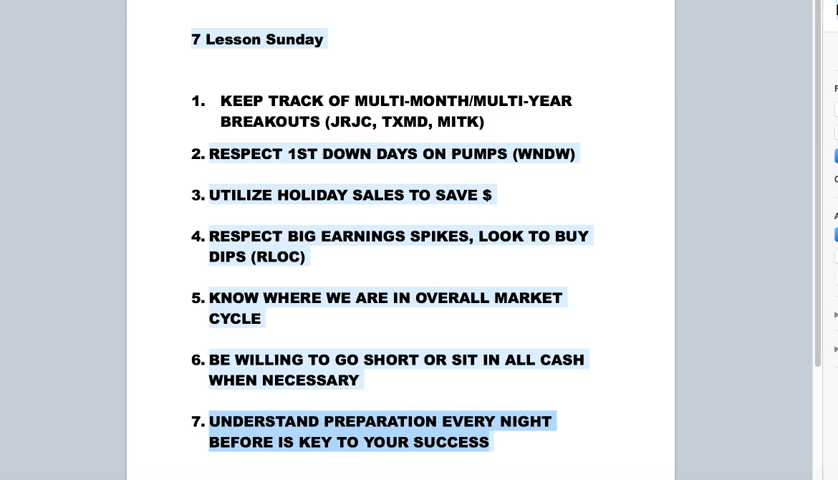 7 Lesson Sunday
1. KEEP TRACK OF MULTI-MONTH/MULTI-YEAR
BREAKOUTS (JRJC, TXMD, MITK)
2. RESPECT 1ST DOWN DAYS ON PUMPS (WNDW)
3. UTILIZE HOLIDAY SALES TO SAVE $
4. RESPECT BIG EARNINGS SPIKES, LOOK TO BUY
DIPS (RLOC)
5. KNOW WHERE WE ARE IN OVERALL MARKET
CYCLE
6. BE WILLING TO GO SHORT OR SIT IN ALL CASH
WHEN NECESSARY
7. UNDERSTAND PREPARATION EVERY NIGHT
BEFORE IS KEY TO YOUR SUCCESS